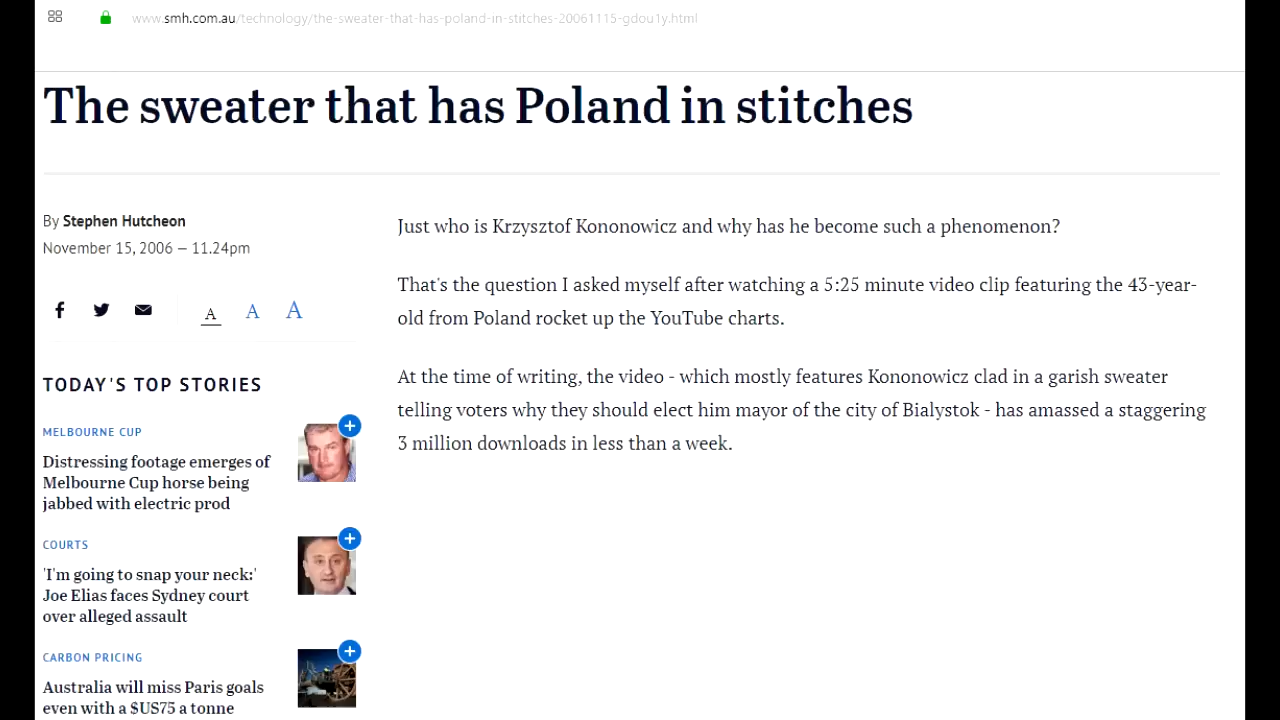 www.smh.com.au/technology/the-sweater-that-has-poland-in-stitches-20061115-gdou1y.html
The sweater that has Poland in stitches
By Stephen Hutcheon
November 15, 2006 — 11.24pm
A A A
TODAY'S TOP STORIES
MELBOURNE CUP
Distressing footage emerges of
Melbourne Cup horse being
jabbed with electric prod
COURTS
'I'm going to snap your neck:'
Joe Elias faces Sydney court
over alleged assault
CARBON PRICING
Australia will miss Paris goals
even with a $US75 a tonne
Just who is Krzysztof Kononowicz and why has he become such a phenomenon?
That's the question I asked myself after watching a 5:25 minute video clip featuring the 43-year-
old from Poland rocket up the YouTube charts.
At the time of writing, the video - which mostly features Kononowicz clad in a garish sweater
telling voters why they should elect him mayor of the city of Bialystok - has amassed a staggering
3 million downloads in less than a week.